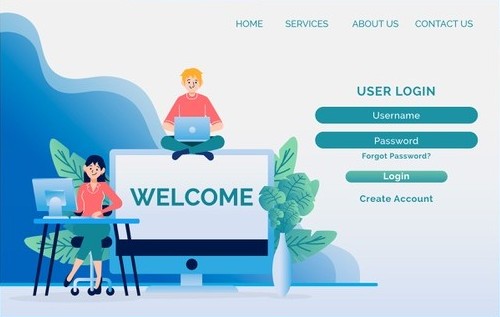 HOME SERVICES ABOUT US CONTACT US
USER LOGIN
Username
Password
Forgot Password?
Login
Create Account
WELCOME